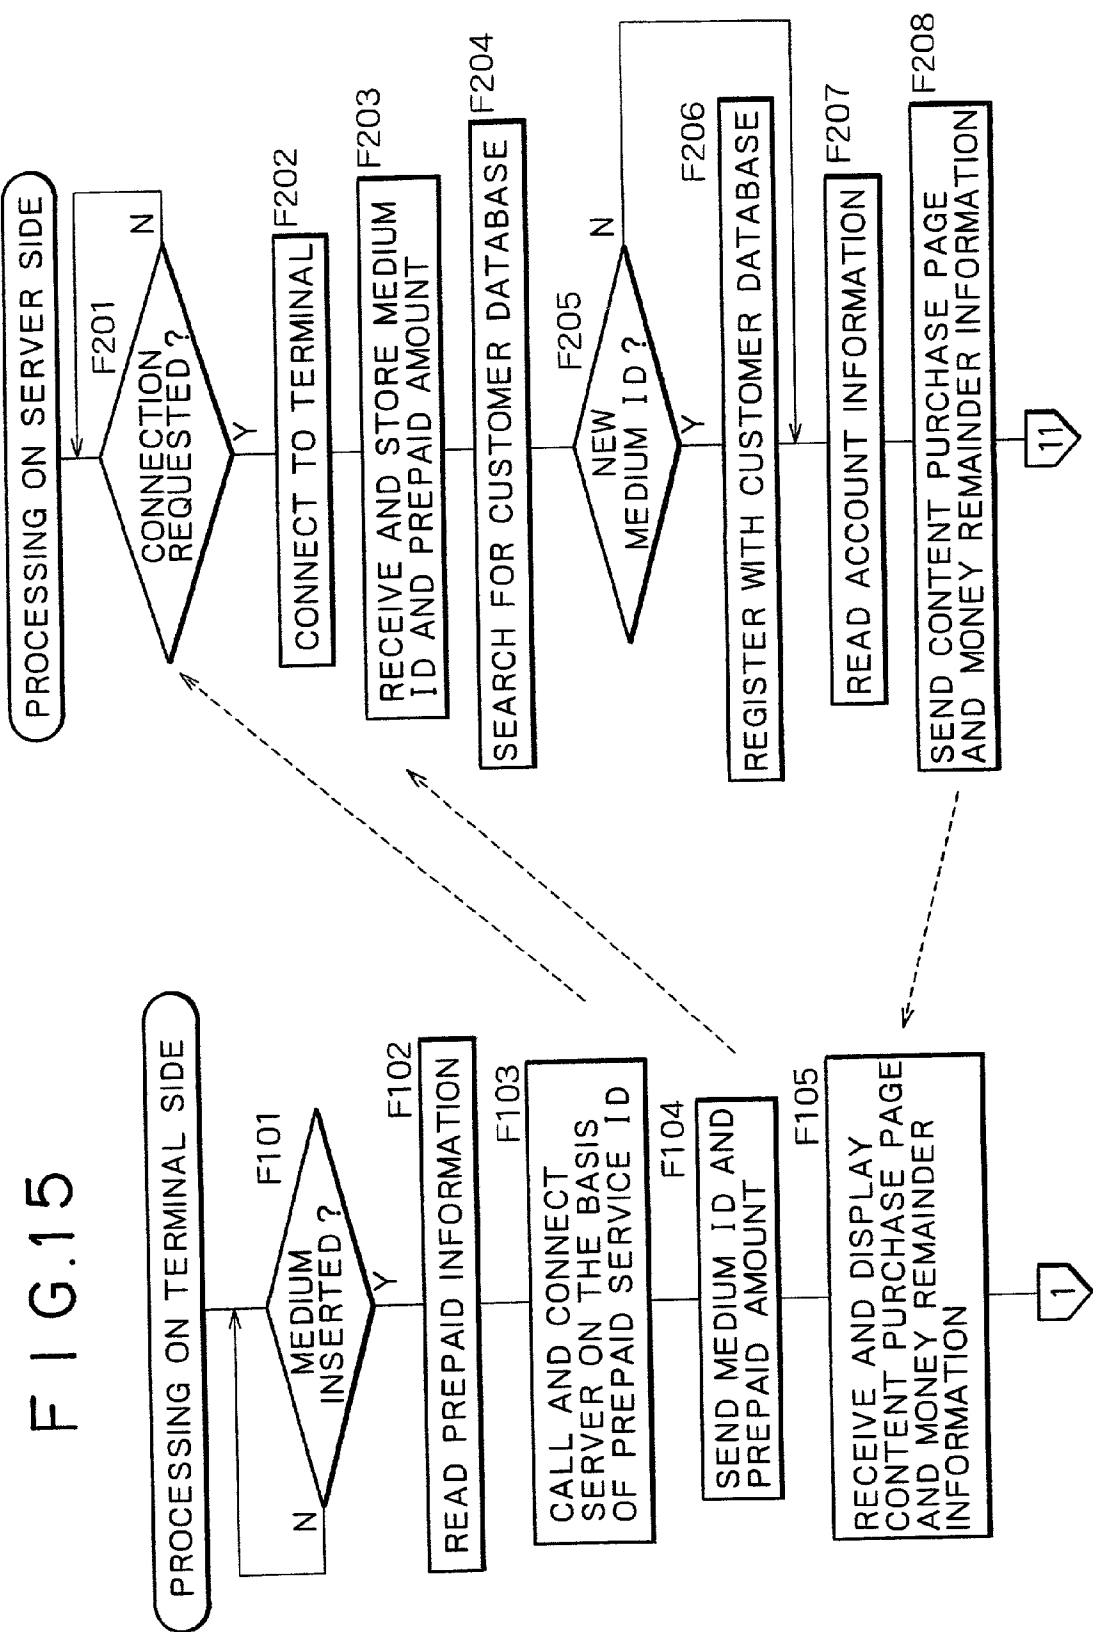 FIG.15
PROCESSING ON TERMINAL SIDE
F101
MEDIUM
INSERTED?
N
Y
F102
READ PREPAID INFORMATION
F103
CALL AND CONNECT
SERVER ON THE BASIS
OF PREPAID SERVICE ID
F104
SEND MEDIUM ID AND
PREPAID AMOUNT
F105
RECEIVE AND DISPLAY
CONTENT PURCHASE PAGE
AND MONEY REMAINDER
INFORMATION
1
PROCESSING ON SERVER SIDE
F201
CONNECTION
REQUESTED?
N
Y
F202
CONNECT TO TERMINAL
F203
RECEIVE AND STORE MEDIUM
ID AND PREPAID AMOUNT
F204
SEARCH FOR CUSTOMER DATABASE
F205
NEW
MEDIUM ID?
N
Y
F206
REGISTER WITH CUSTOMER DATABASE
F207
READ ACCOUNT INFORMATION
F208
SEND CONTENT PURCHASE PAGE
AND MONEY REMAINDER INFORMATION
11